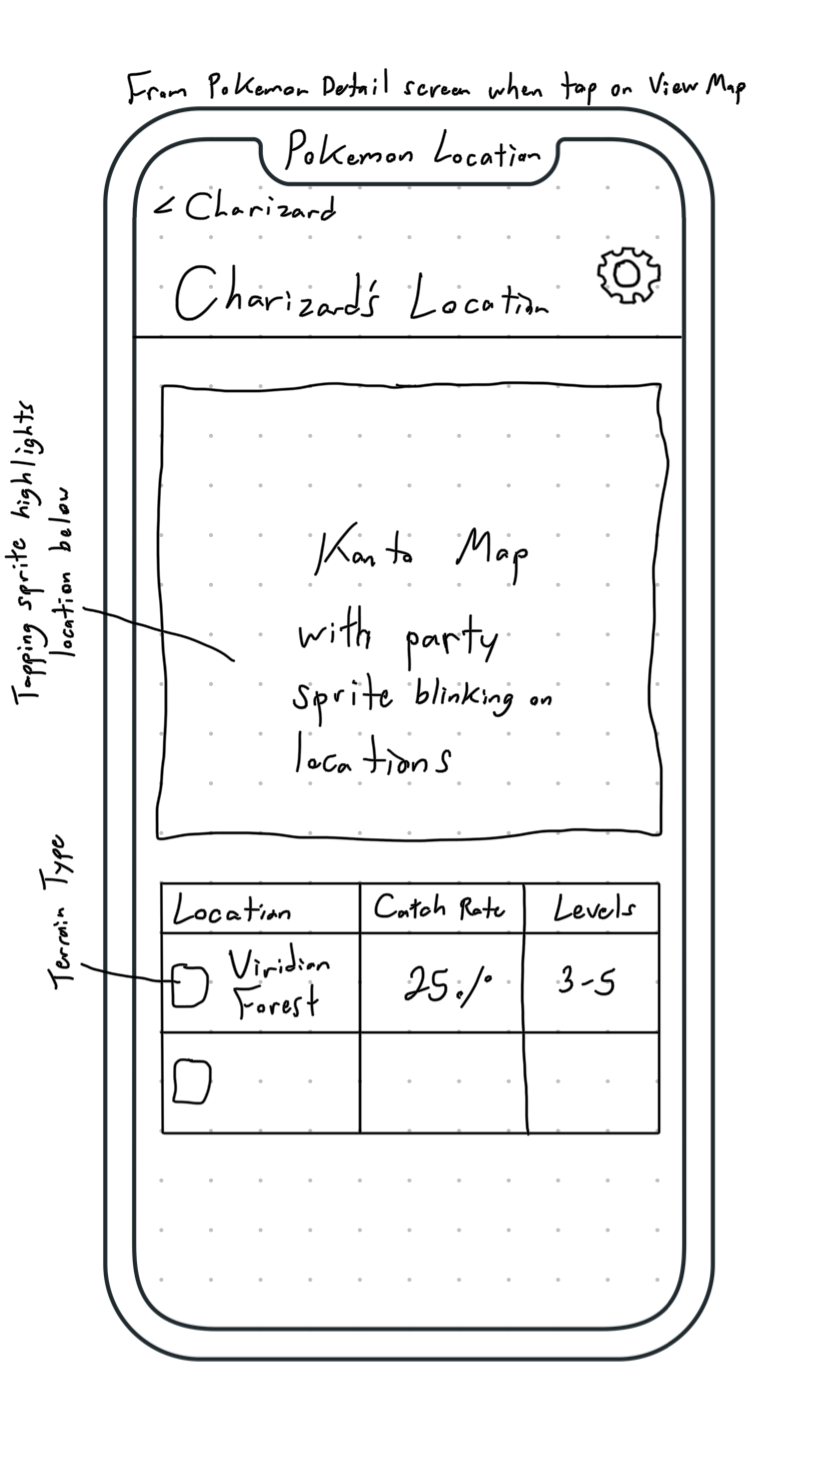 From Pokemon Detail screen when tap on View Map
Pokemon Location
< Charizard
Charizard's Location
Tapping sprite highlights
location below
Kanto Map
with party
sprite blinking on
locations
Terrain Type
Location Catch Rate Levels
Viridian
Forest
25% 3-5